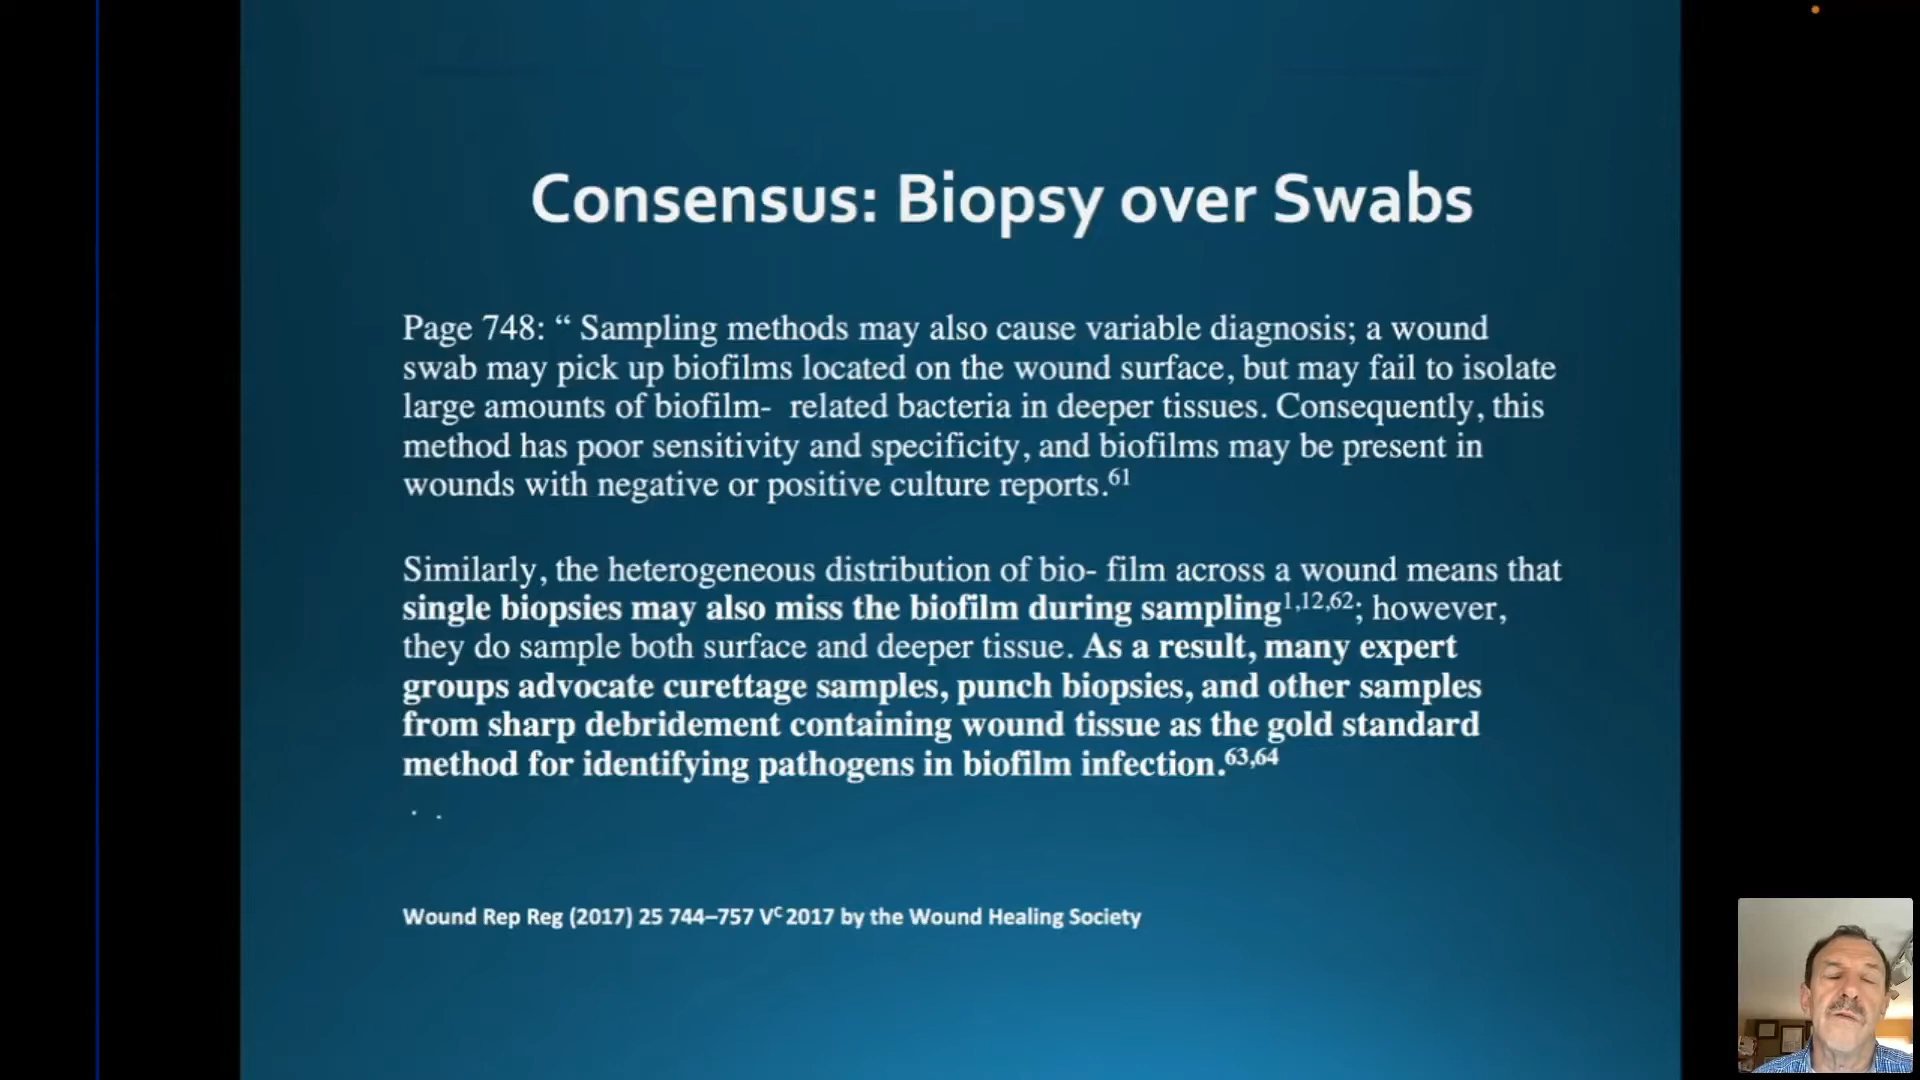 Consensus: Biopsy over Swabs
Page 748: “ Sampling methods may also cause variable diagnosis; a wound
swab may pick up biofilms located on the wound surface, but may fail to isolate
large amounts of biofilm-  related bacteria in deeper tissues. Consequently, this
method has poor sensitivity and specificity, and biofilms may be present in
wounds with negative or positive culture reports.61
Similarly, the heterogeneous distribution of bio- film across a wound means that
single biopsies may also miss the biofilm during sampling1,12,62; however,
they do sample both surface and deeper tissue. As a result, many expert
groups advocate curettage samples, punch biopsies, and other samples
from sharp debridement containing wound tissue as the gold standard
method for identifying pathogens in biofilm infection.63,64
. .
Wound Rep Reg (2017) 25 744–757 VC 2017 by the Wound Healing Society